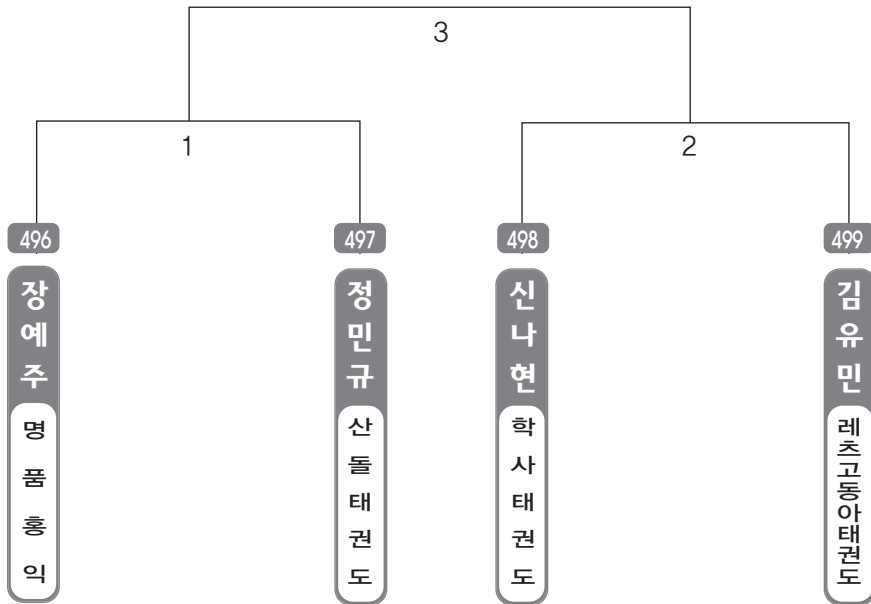 3
1
2
496
497
498
499
장예주
정민규
신나현
김유민
명품홍익
산돌태권도
학사태권도
레츠고동아태권도